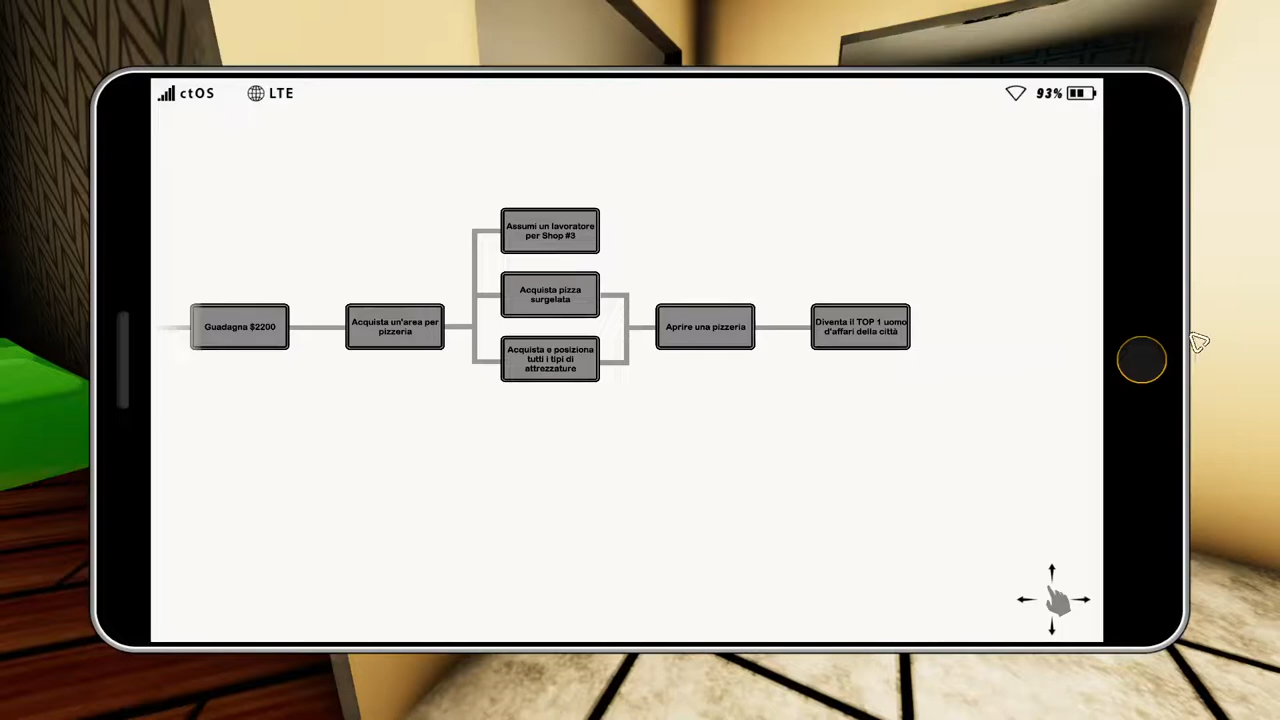 ctOS LTE 93%
Assumi un lavoratore
per Shop #3
Acquista pizza
surgelata
Guadagna $2200
Acquista un'area per
pizzeria
Acquista e posiziona
tutti i tipi di
attrezzature
Aprire una pizzeria
Diventa il TOP 1 uomo
d'affari della città